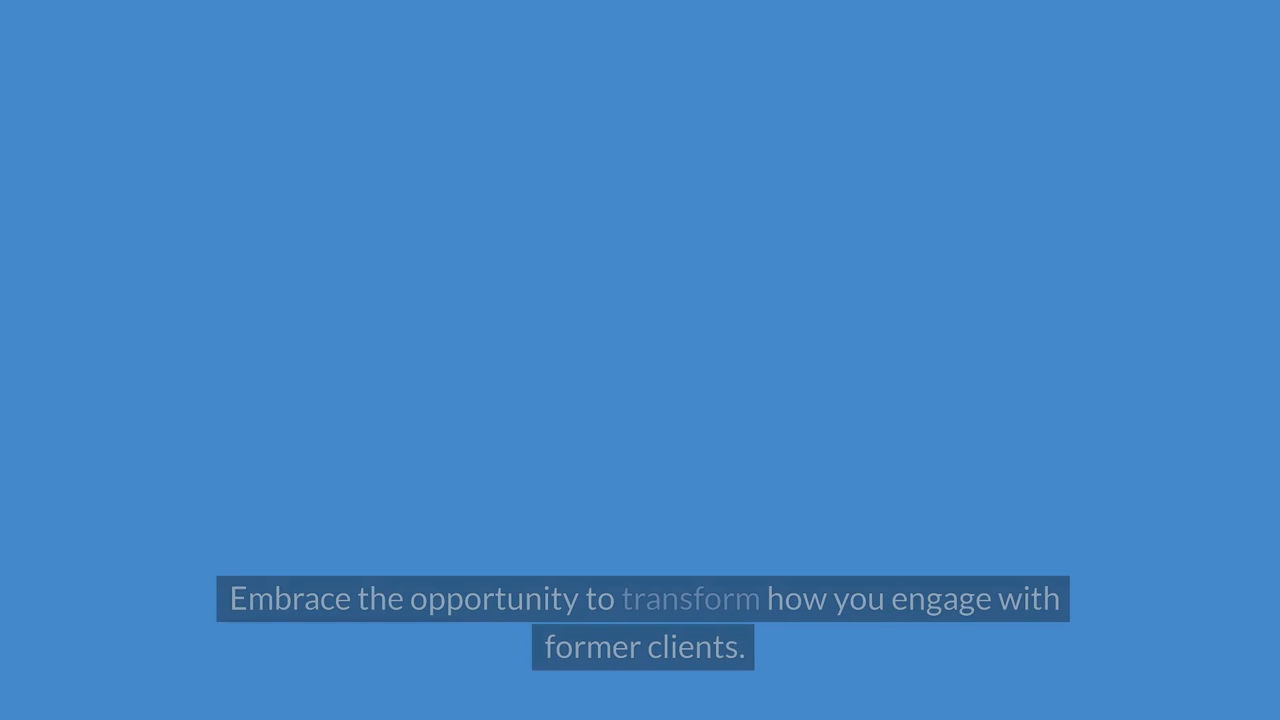 Embrace the opportunity to transform how you engage with
former clients.